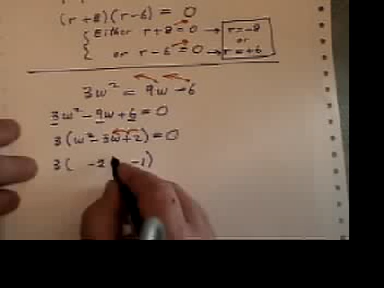 (r + 8)(r - 6) = 0
Either r + 8 = 0 → r = -8
or
or r - 6 = 0 → r = +6
3w² = 9w - 6
3w² - 9w + 6 = 0
3(w² - 3w + 2) = 0
3( -2 -1)